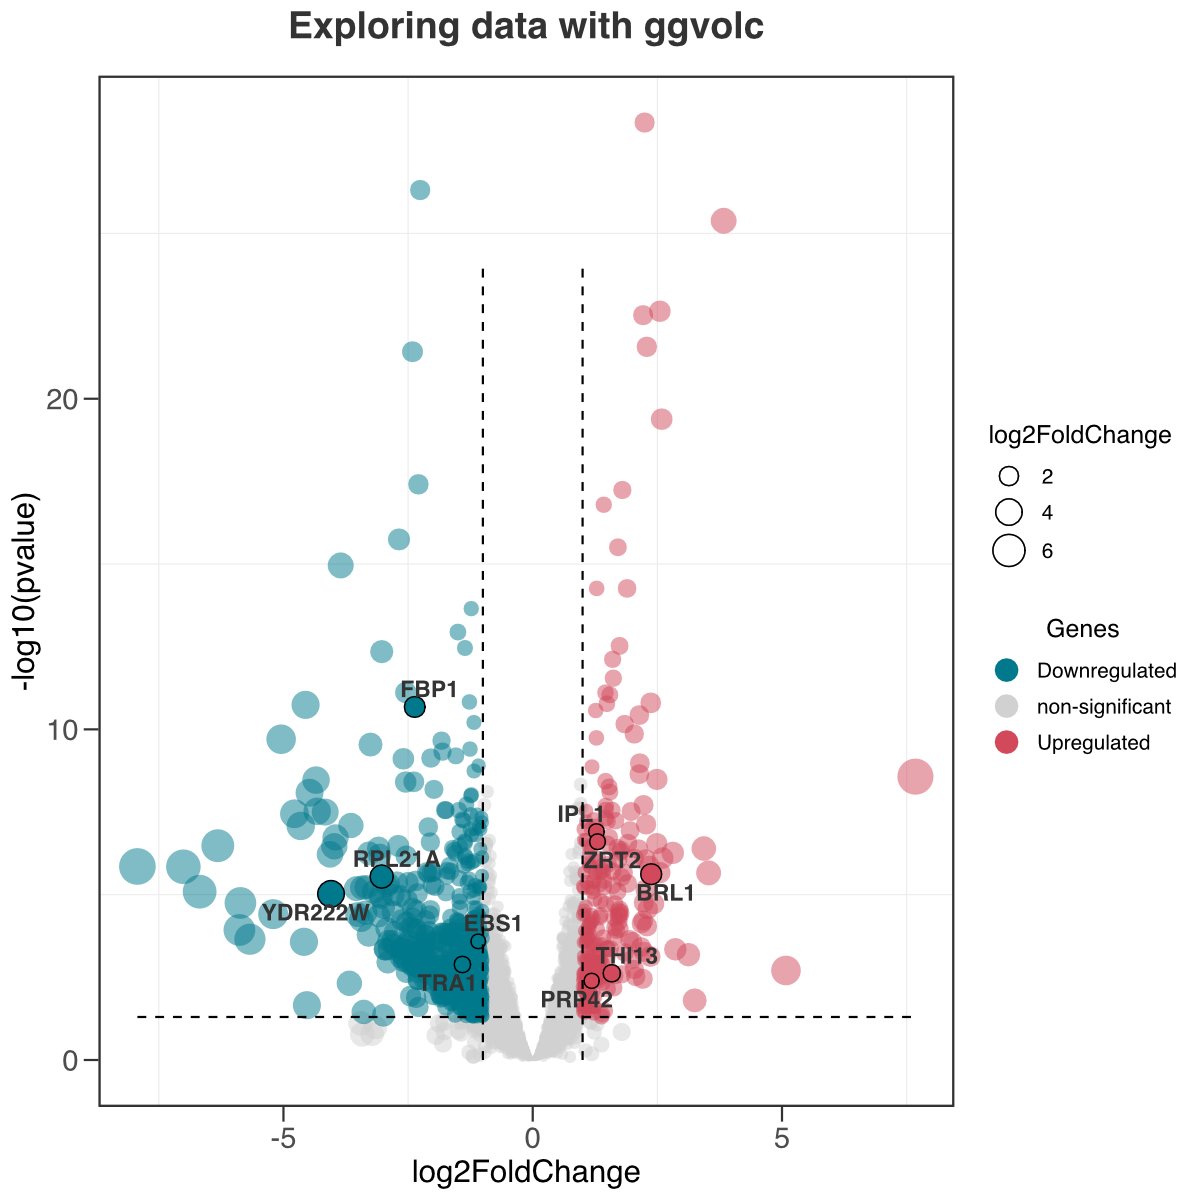 Exploring data with ggvolc
-log10(pvalue)
20
10
0
FBP1
IPL1
RPL21A
ZRT2
BRL1
YDR222W
EBS1
THI13
TRA1
PRP42
-5
0
5
log2FoldChange
log2FoldChange
2
4
6
Genes
Downregulated
non-significant
Upregulated